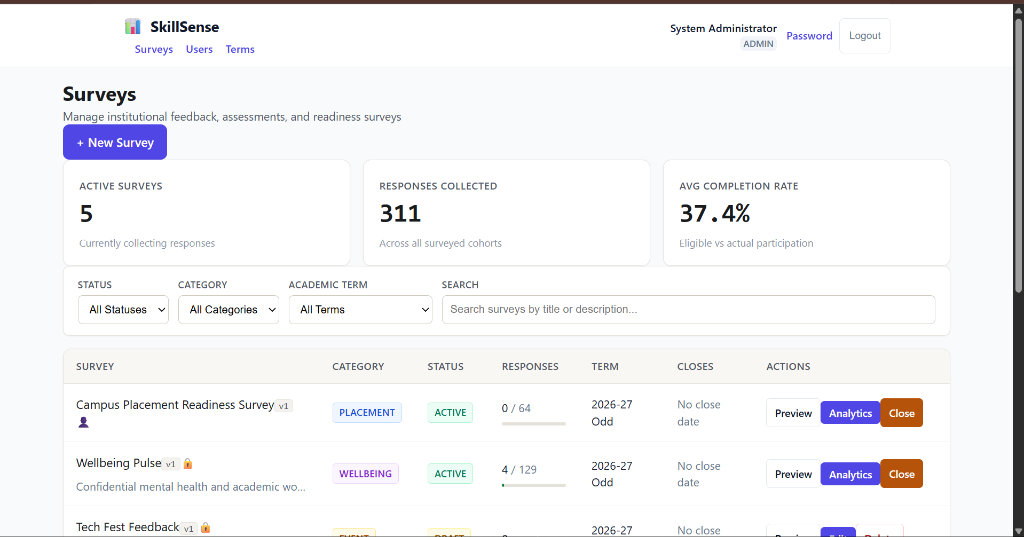 SkillSense
Surveys Users Terms
System Administrator
ADMIN
Password
Logout
Surveys
Manage institutional feedback, assessments, and readiness surveys
+ New Survey
ACTIVE SURVEYS
5
Currently collecting responses
RESPONSES COLLECTED
311
Across all surveyed cohorts
AVG COMPLETION RATE
37.4%
Eligible vs actual participation
STATUS CATEGORY ACADEMIC TERM SEARCH
All Statuses All Categories All Terms Search surveys by title or description...
SURVEY CATEGORY STATUS RESPONSES TERM CLOSES ACTIONS
Campus Placement Readiness Survey v1
PLACEMENT
ACTIVE
0 / 64
2026-27
Odd
No close
date
Preview Analytics Close
Wellbeing Pulse v1
Confidential mental health and academic wo...
WELLBEING
ACTIVE
4 / 129
2026-27
Odd
No close
date
Preview Analytics Close
Tech Fest Feedback v1
EVENT
DRAFT
2026-27
No close